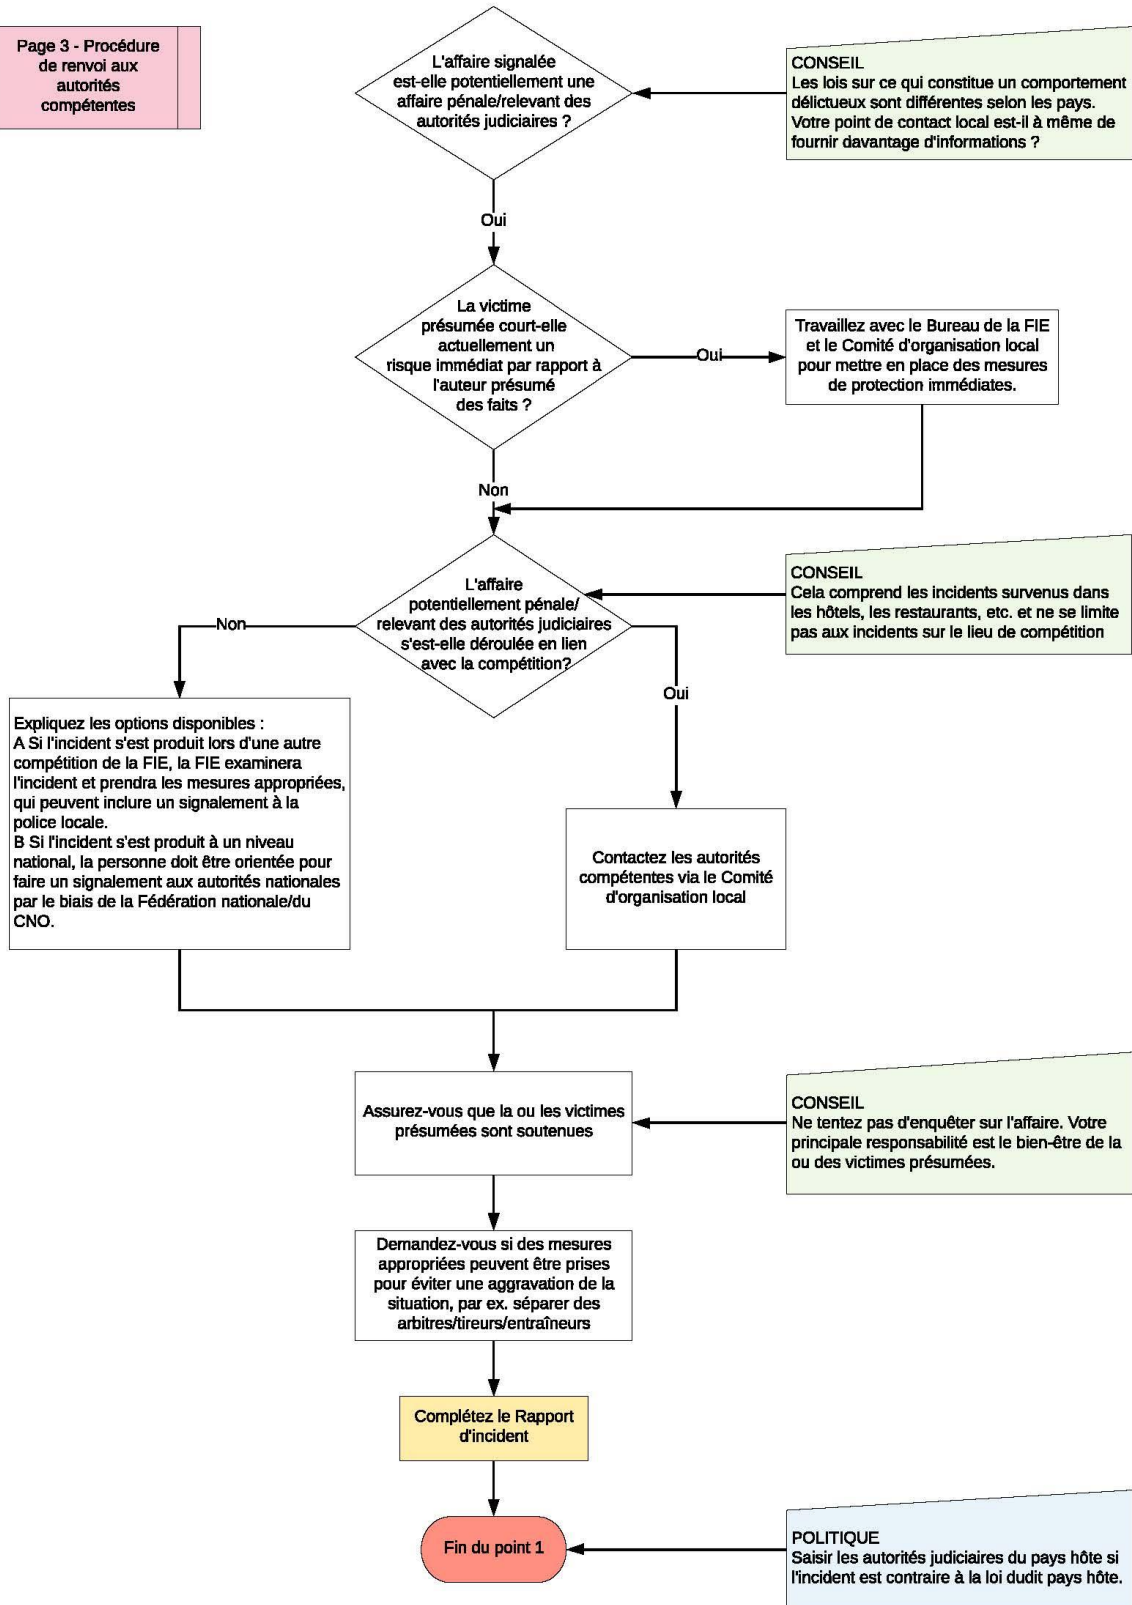 Page 3 - Procédure
de renvoi aux
autorités
compétentes
L'affaire signalée
est-elle potentiellement une
affaire pénale/relevant des
autorités judiciaires ?
CONSEIL
Les lois sur ce qui constitue un comportement
délictueux sont différentes selon les pays.
Votre point de contact local est-il à même de
fournir davantage d'informations ?
Oui
La victime
présumée court-elle
actuellement un
risque immédiat par rapport à
l'auteur présumé
des faits ?
Oui
Travaillez avec le Bureau de la FIE
et le Comité d'organisation local
pour mettre en place des mesures
de protection immédiates.
Non
L'affaire
potentiellement pénale/
relevant des autorités judiciaires
s'est-elle déroulée en lien
avec la compétition?
CONSEIL
Cela comprend les incidents survenus dans
les hôtels, les restaurants, etc. et ne se limite
pas aux incidents sur le lieu de compétition
Non
Oui
Expliquez les options disponibles :
A Si l'incident s'est produit lors d'une autre
compétition de la FIE, la FIE examinera
l'incident et prendra les mesures appropriées,
qui peuvent inclure un signalement à la
police locale.
B Si l'incident s'est produit à un niveau
national, la personne doit être orientée pour
faire un signalement aux autorités nationales
par le biais de la Fédération nationale/du
CNO.
Contactez les autorités
compétentes via le Comité
d'organisation local
Assurez-vous que la ou les victimes
présumées sont soutenues
CONSEIL
Ne tentez pas d'enquêter sur l'affaire. Votre
principale responsabilité est le bien-être de la
ou des victimes présumées.
Demandez-vous si des mesures
appropriées peuvent être prises
pour éviter une aggravation de la
situation, par ex. séparer des
arbitres/tireurs/entraîneurs
Complétez le Rapport
d'incident
Fin du point 1
POLITIQUE
Saisir les autorités judiciaires du pays hôte si
l'incident est contraire à la loi dudit pays hôte.